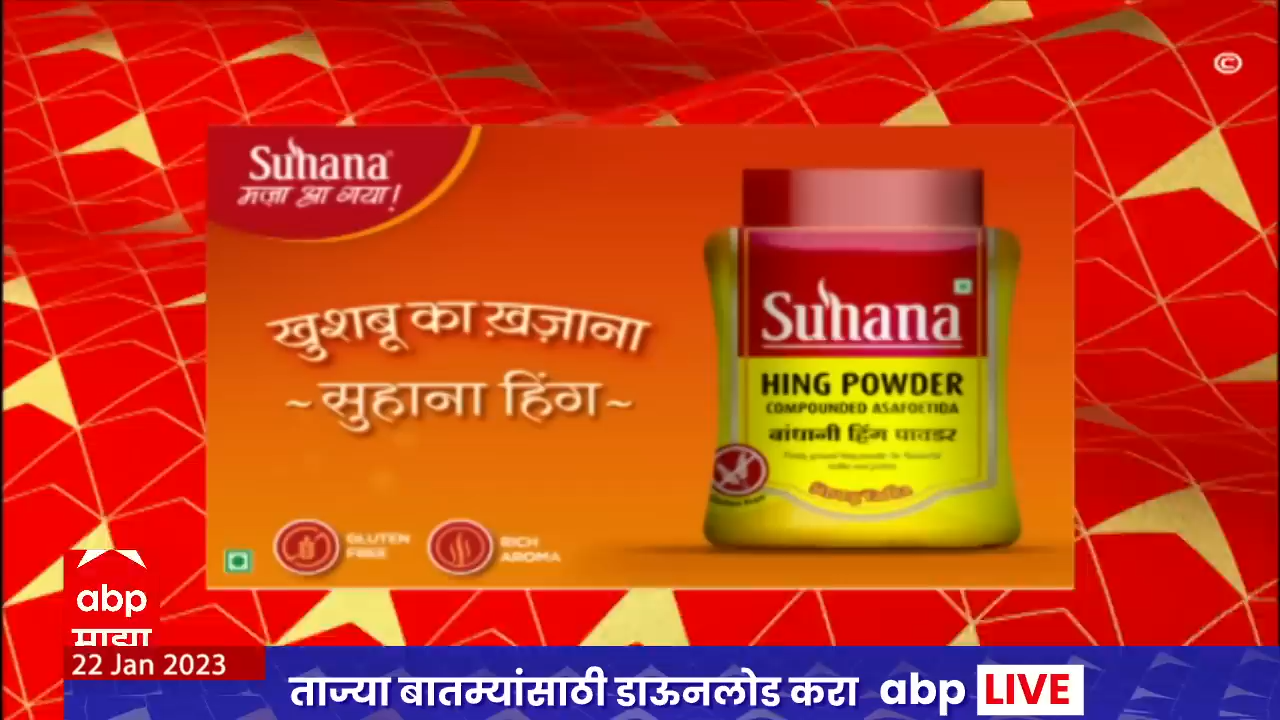 ©
Suhana®
मज़ा आ गया!
खुशबू का ख़ज़ाना
~सुहाना हिंग~
GLUTEN
FREE
RICH
AROMA
Suhana
HING POWDER
COMPOUNDED ASAFOETIDA
बांधानी हिंग पावडर
abp
माझा
22 Jan 2023
ताज्या बातम्यांसाठी डाऊनलोड करा abp LIVE